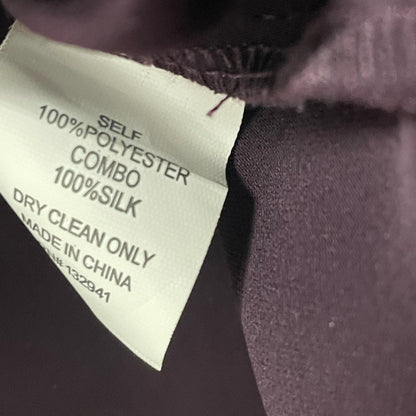 SELF
100%POLYESTER
COMBO
100%SILK
DRY CLEAN ONLY
MADE IN CHINA
N# 132941